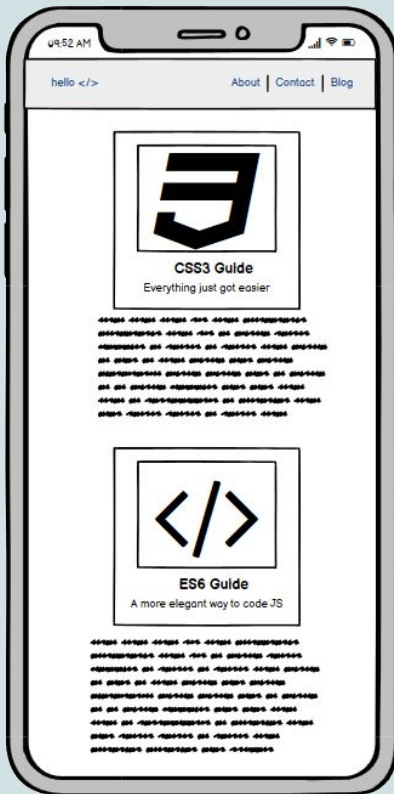 09:52 AM
hello </>
About | Contact | Blog
CSS3 Guide
Everything just got easier
</>
ES6 Guide
A more elegant way to code JS